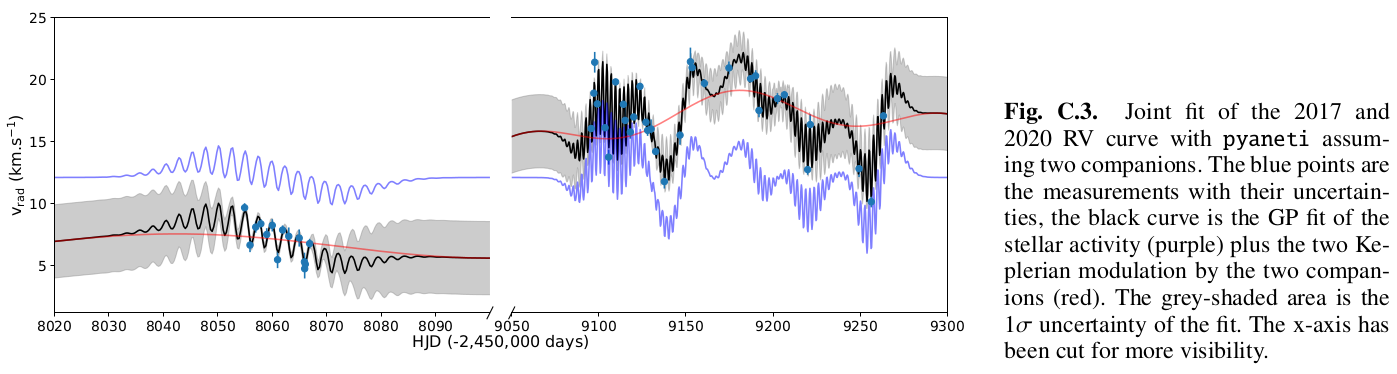 25
20
15
10
5
v_rad (km.s⁻¹)
8020 8030 8040 8050 8060 8070 8080 8090 9050 9100 9150 9200 9250 9300
HJD (-2,450,000 days)
Fig. C.3. Joint fit of the 2017 and
2020 RV curve with pyaneti assum-
ing two companions. The blue points are
the measurements with their uncertain-
ties, the black curve is the GP fit of the
stellar activity (purple) plus the two Ke-
plerian modulation by the two compan-
ions (red). The grey-shaded area is the
1σ uncertainty of the fit. The x-axis has
been cut for more visibility.